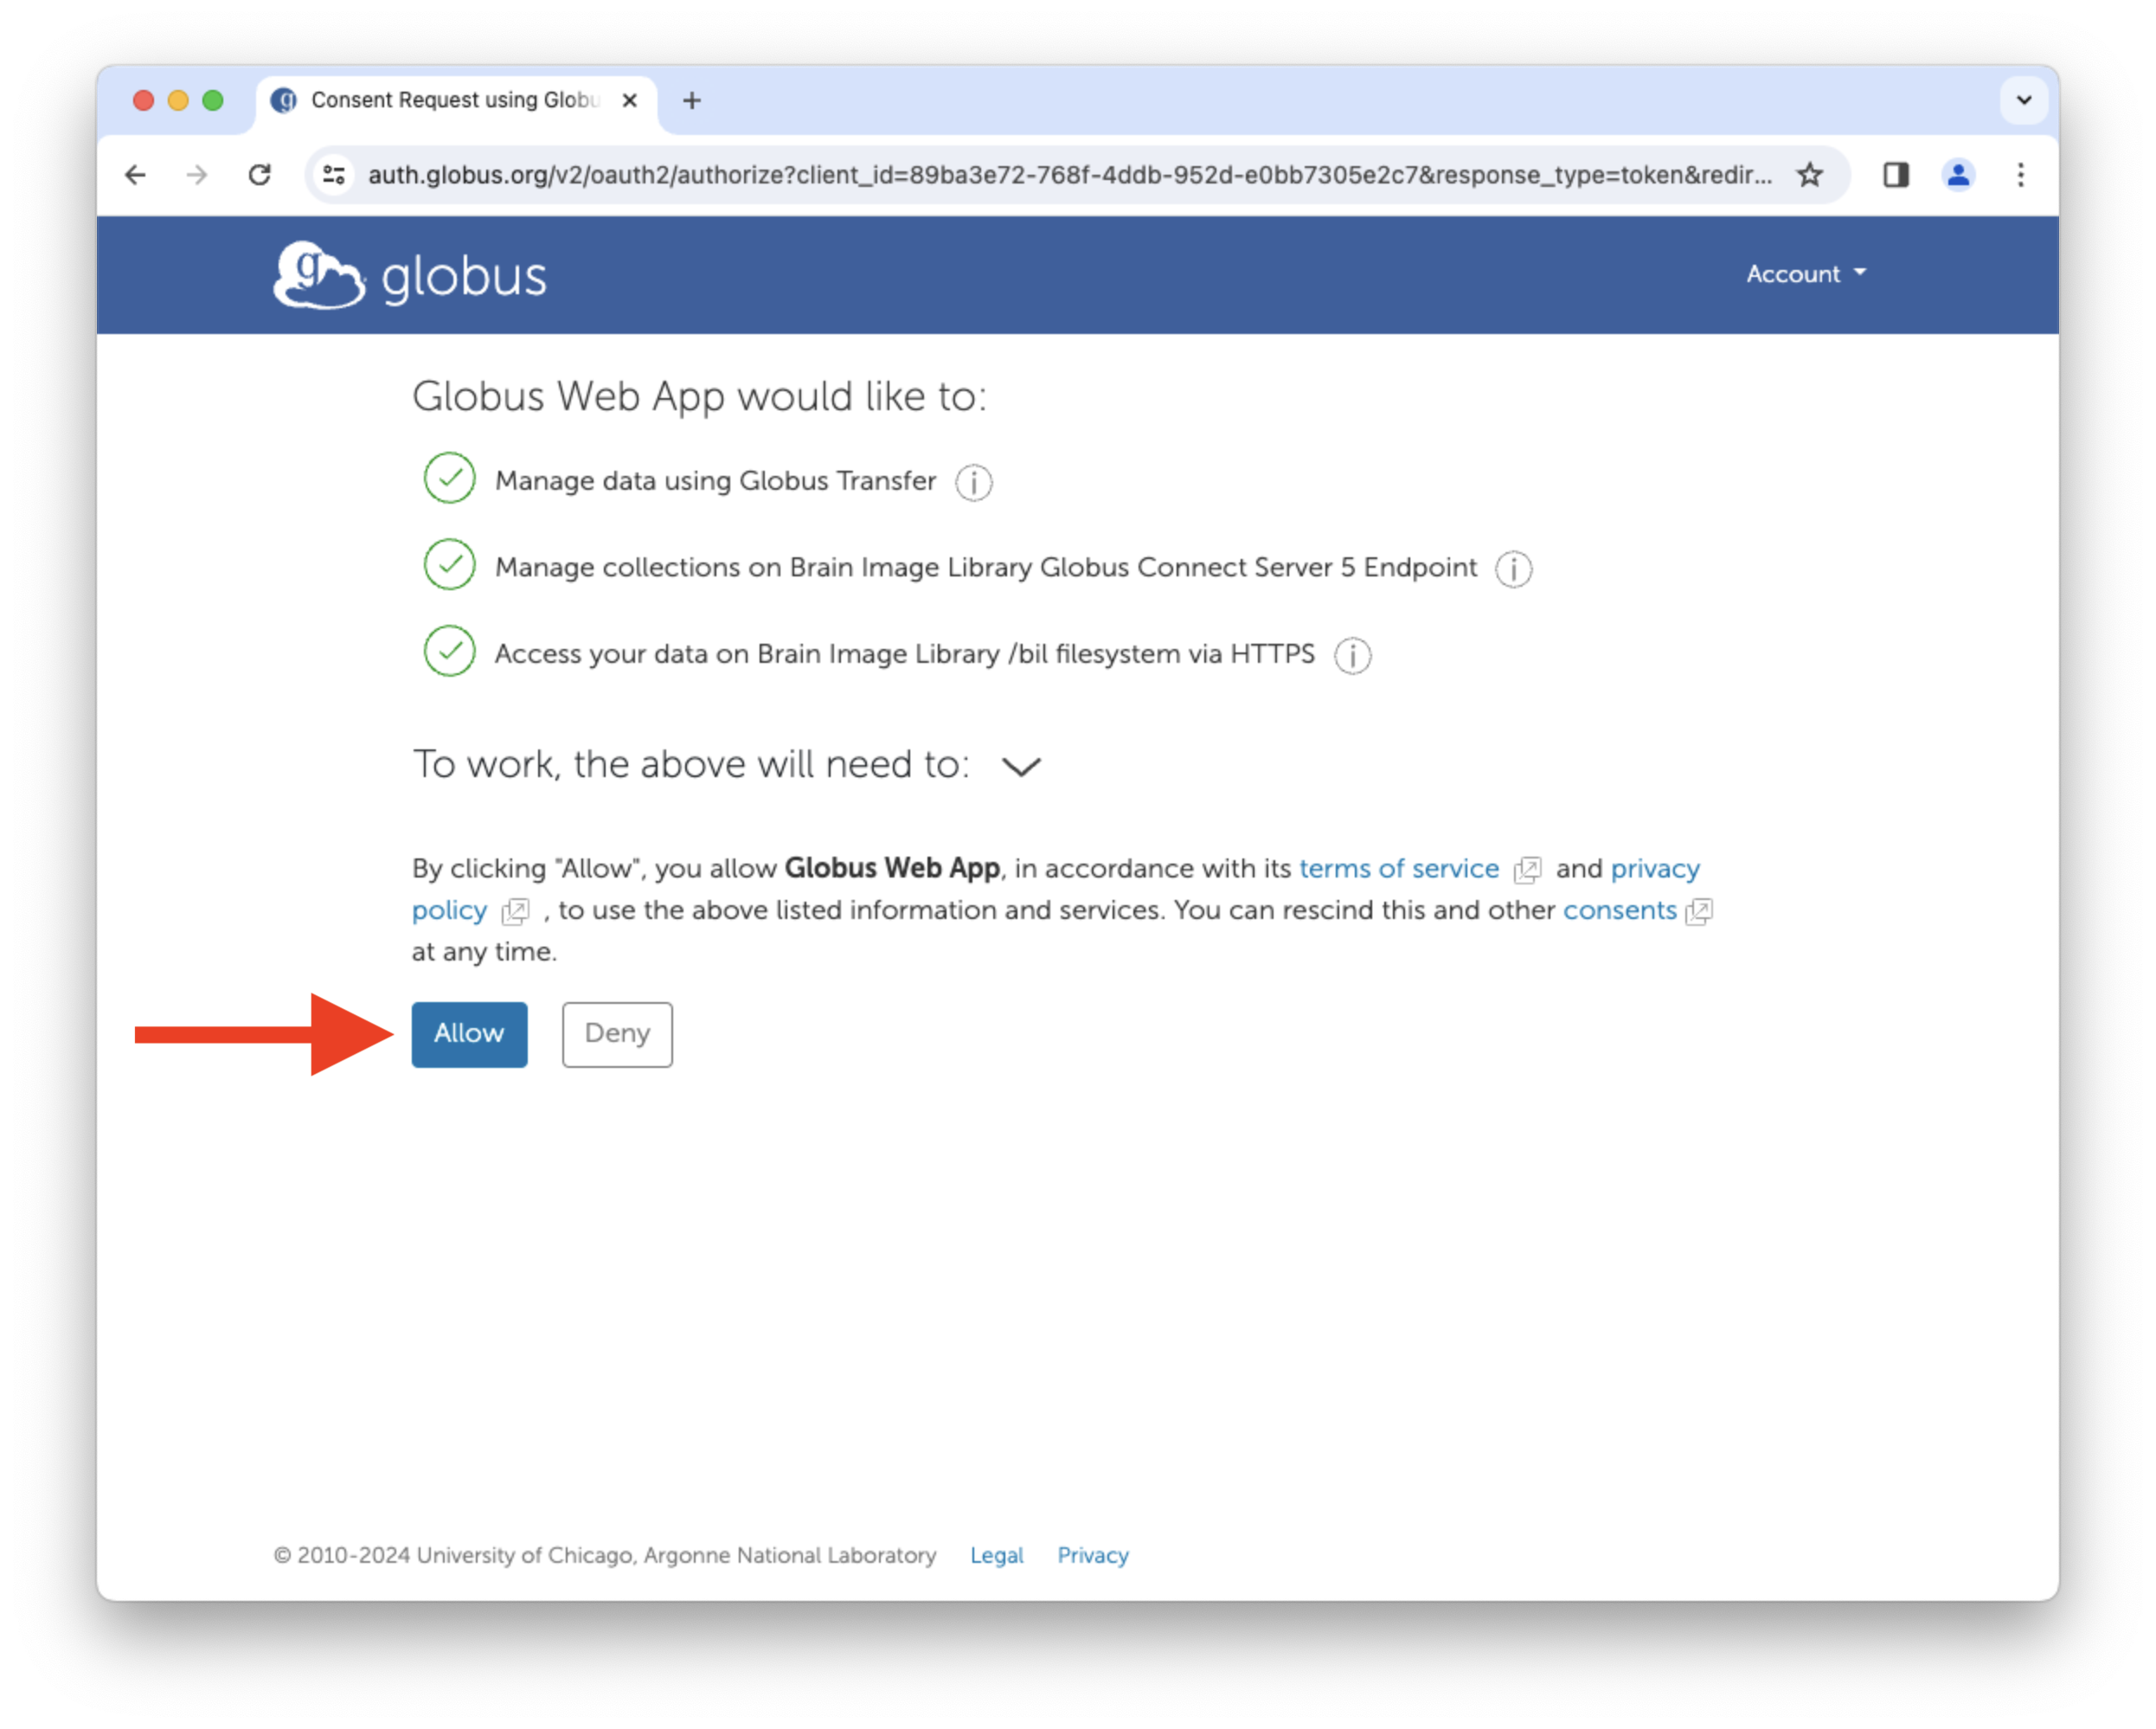 Consent Request using Globu
auth.globus.org/v2/oauth2/authorize?client_id=89ba3e72-768f-4ddb-952d-e0bb7305e2c7&response_type=token&redir...
globus
Account
Globus Web App would like to:
Manage data using Globus Transfer
Manage collections on Brain Image Library Globus Connect Server 5 Endpoint
Access your data on Brain Image Library /bil filesystem via HTTPS
To work, the above will need to:
By clicking "Allow", you allow Globus Web App, in accordance with its terms of service and privacy
policy , to use the above listed information and services. You can rescind this and other consents
at any time.
Allow Deny
© 2010-2024 University of Chicago, Argonne National Laboratory Legal Privacy